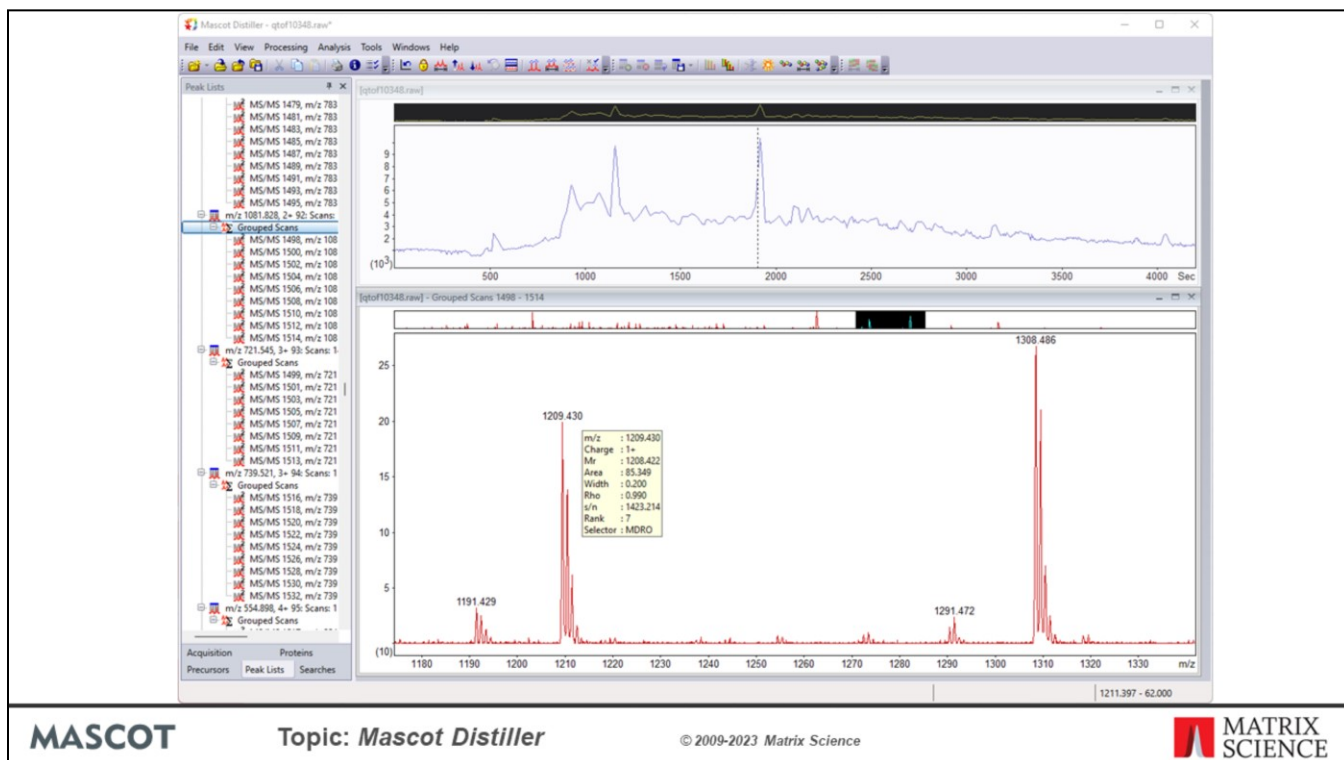 Mascot Distiller - qtof10348.raw*
File Edit View Processing Analysis Tools Windows Help
Peak Lists
MS/MS 1479, m/z 783
MS/MS 1481, m/z 783
MS/MS 1483, m/z 783
MS/MS 1485, m/z 783
MS/MS 1487, m/z 783
MS/MS 1489, m/z 783
MS/MS 1491, m/z 783
MS/MS 1493, m/z 783
MS/MS 1495, m/z 783
m/z 1081.828, 2+ 92: Scans:
Grouped Scans
MS/MS 1498, m/z 108
MS/MS 1500, m/z 108
MS/MS 1502, m/z 108
MS/MS 1504, m/z 108
MS/MS 1506, m/z 108
MS/MS 1508, m/z 108
MS/MS 1510, m/z 108
MS/MS 1512, m/z 108
MS/MS 1514, m/z 108
m/z 721.545, 3+ 93: Scans: 1
Grouped Scans
MS/MS 1499, m/z 721
MS/MS 1501, m/z 721
MS/MS 1503, m/z 721
MS/MS 1505, m/z 721
MS/MS 1507, m/z 721
MS/MS 1509, m/z 721
MS/MS 1511, m/z 721
MS/MS 1513, m/z 721
m/z 739.521, 3+ 94: Scans: 1
Grouped Scans
MS/MS 1516, m/z 739
MS/MS 1518, m/z 739
MS/MS 1520, m/z 739
MS/MS 1522, m/z 739
MS/MS 1524, m/z 739
MS/MS 1526, m/z 739
MS/MS 1528, m/z 739
MS/MS 1530, m/z 739
MS/MS 1532, m/z 739
m/z 554.898, 4+ 95: Scans: 1
Grouped Scans
Acquisition Proteins
Precursors Peak Lists Searches
[qtof10348.raw]
9
8
7
6
5
4
3
2
(10³)
500 1000 1500 2000 2500 3000 3500 4000 Sec
[qtof10348.raw] - Grouped Scans 1498 - 1514
1308.486
25
20
15
10
5
(10)
1209.430
m/z : 1209.430
Charge : 1+
Mr : 1208.422
Area : 85.349
Width : 0.200
Rho : 0.990
s/n : 1423.214
Rank : 7
Selector : MDRO
1191.429
1291.472
1180 1190 1200 1210 1220 1230 1240 1250 1260 1270 1280 1290 1300 1310 1320 1330 m/z
1211.397 - 62.000
MASCOT
Topic: Mascot Distiller
© 2009-2023 Matrix Science
MATRIX
SCIENCE